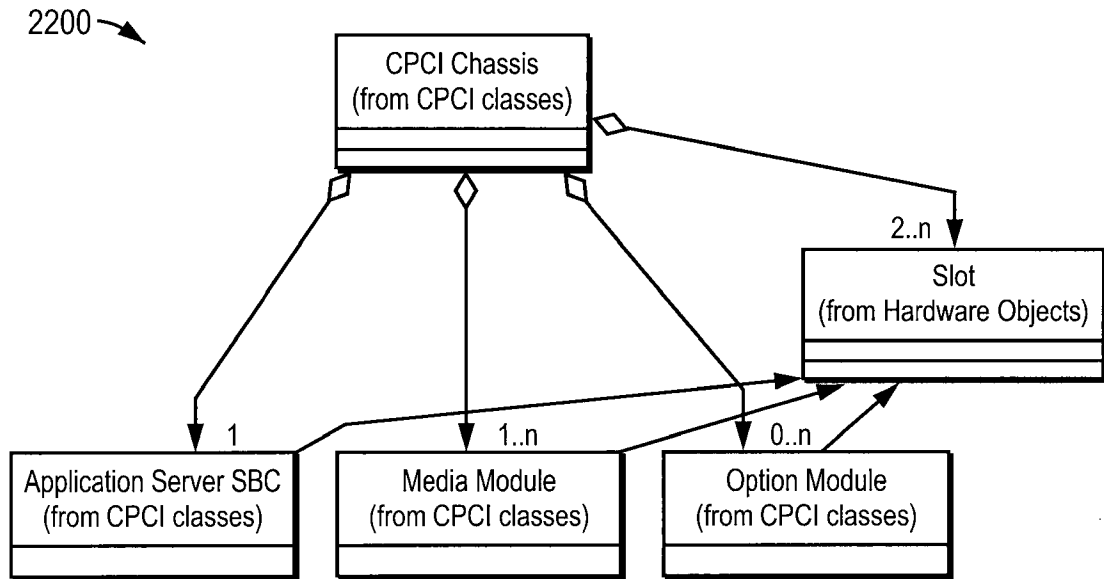 2200
CPCI Chassis
(from CPCI classes)
2..n
Slot
(from Hardware Objects)
1
1..n
0..n
Application Server SBC
(from CPCI classes)
Media Module
(from CPCI classes)
Option Module
(from CPCI classes)